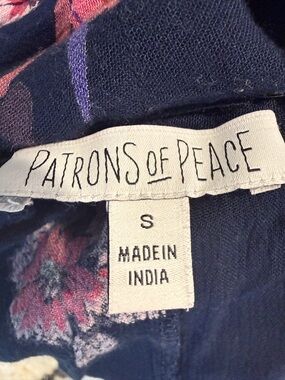 PATRONS OF PEACE
S
MADE IN
INDIA